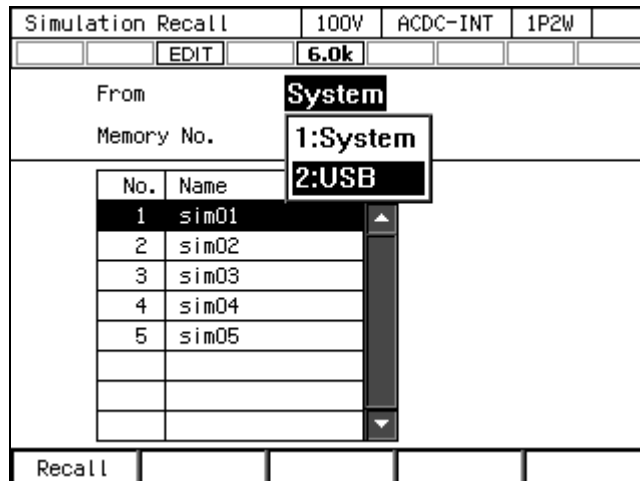 Simulation Recall 100V ACDC-INT 1P2W
EDIT 6.0k
From System
Memory No. 1:System
2:USB
No. Name
1 sim01
2 sim02
3 sim03
4 sim04
5 sim05
Recall